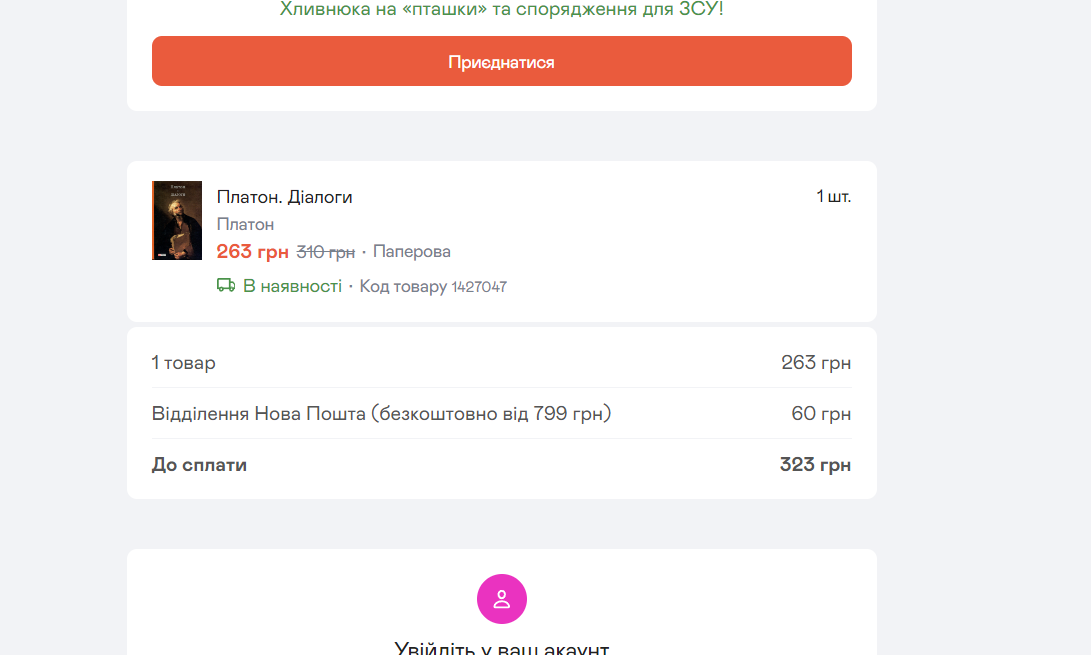 Хливнюка на «пташки» та спорядження для ЗСУ!
Приєднатися
Платон. Діалоги
1 шт.
Платон
263 грн 310 грн · Паперова
В наявності · Код товару 1427047
1 товар
263 грн
Відділення Нова Пошта (безкоштовно від 799 грн)
60 грн
До сплати
323 грн
Увійдіть у ваш акаунт